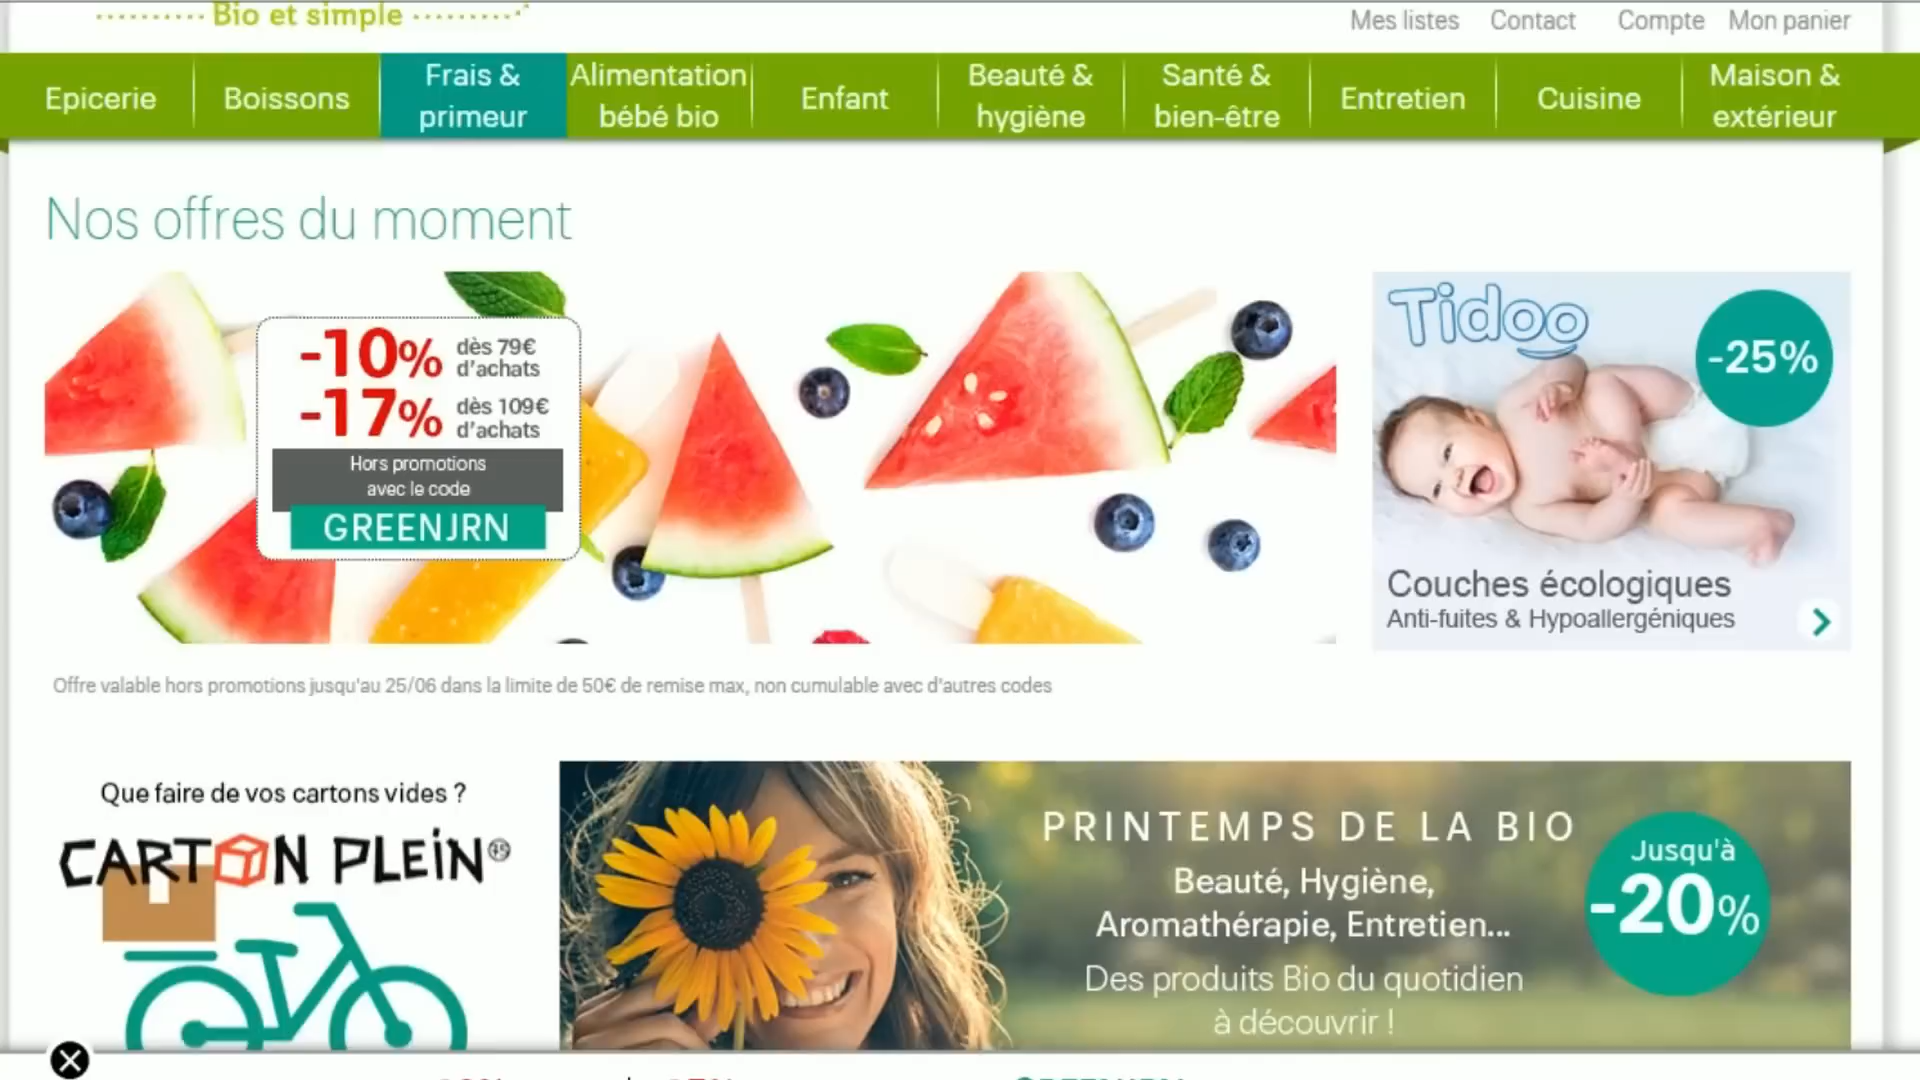 Bio et simple
Mes listes Contact Compte Mon panier
Epicerie
Boissons
Frais &
primeur
Alimentation
bébé bio
Enfant
Beauté &
hygiène
Santé &
bien-être
Entretien
Cuisine
Maison &
extérieur
Nos offres du moment
-10% dès 79€
d'achats
-17% dès 109€
d'achats
Hors promotions
avec le code
GREENJRN
Tidoo
-25%
Couches écologiques
Anti-fuites & Hypoallergéniques
Offre valable hors promotions jusqu'au 25/06 dans la limite de 50€ de remise max, non cumulable avec d'autres codes
Que faire de vos cartons vides ?
CARTON PLEIN
PRINTEMPS DE LA BIO
Beauté, Hygiène,
Aromathérapie, Entretien...
Des produits Bio du quotidien
à découvrir !
Jusqu'à
-20%